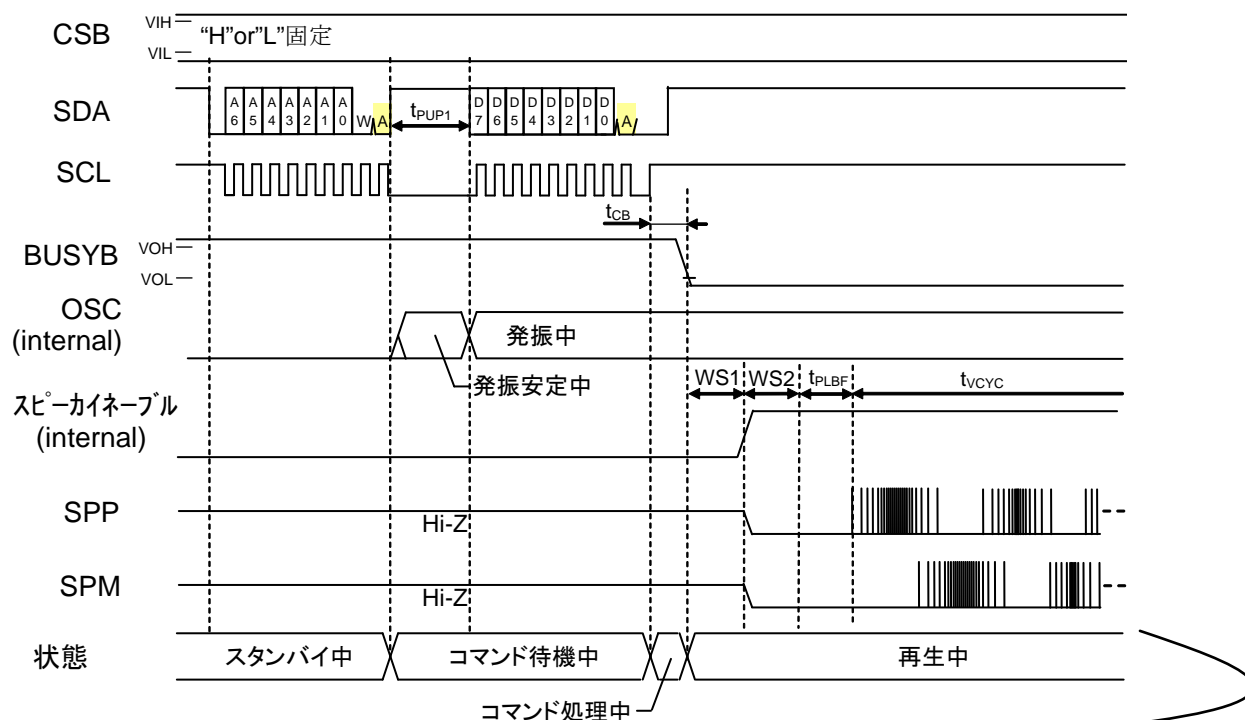 CSB VIH VIL "H"or"L"固定
SDA A6 A5 A4 A3 A2 A1 A0 W A tPUP1 D7 D6 D5 D4 D3 D2 D1 D0 A
SCL
tCB
BUSYB VOH VOL
OSC
(internal)
発振中
発振安定中
WS1 WS2 tPLBF tVCYC
スピーカイネーブル
(internal)
SPP Hi-Z
SPM Hi-Z
状態 スタンバイ中 コマンド待機中 再生中
コマンド処理中